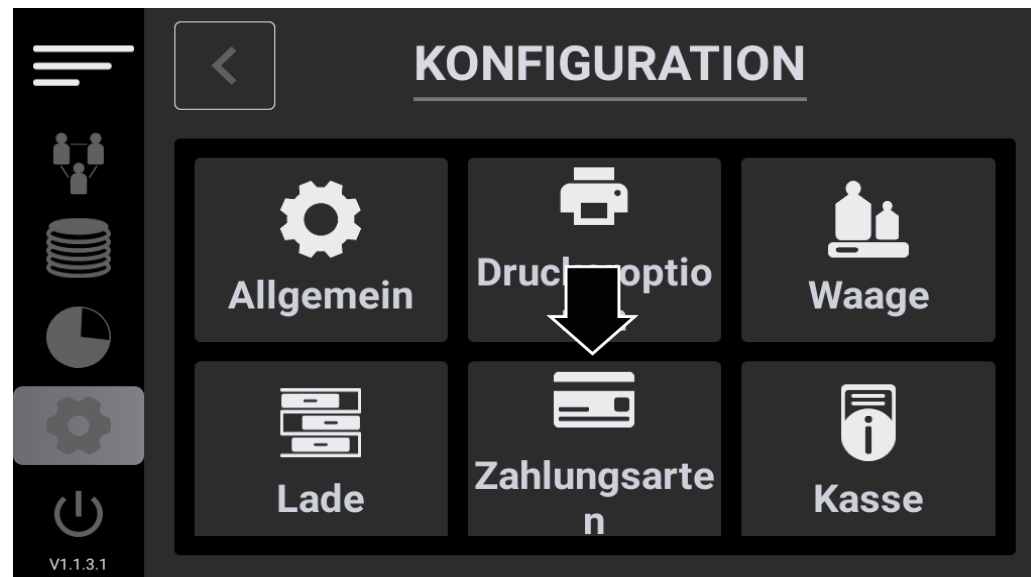 KONFIGURATION
Allgemein
Waage
Lade
Zahlungsarte
n
Kasse
V1.1.3.1